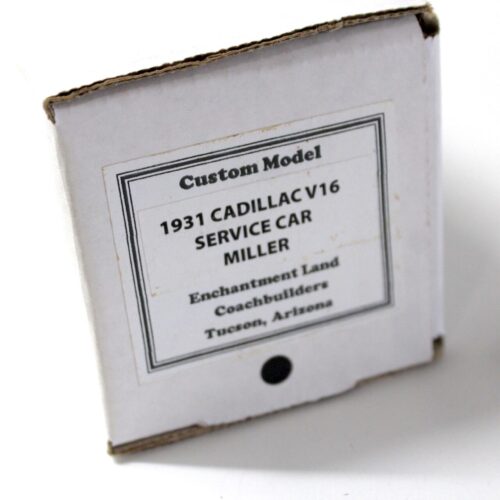 Custom Model
1931 CADILLAC V16
SERVICE CAR
MILLER
Enchantment Land
Coachbuilders
Tucson, Arizona